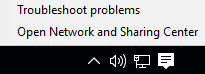 Troubleshoot problems
Open Network and Sharing Center